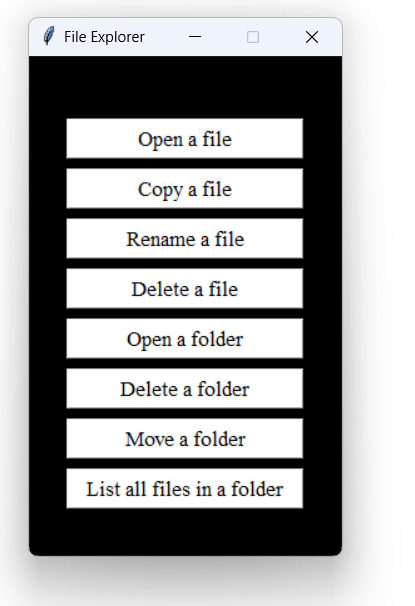 File Explorer
Open a file
Copy a file
Rename a file
Delete a file
Open a folder
Delete a folder
Move a folder
List all files in a folder